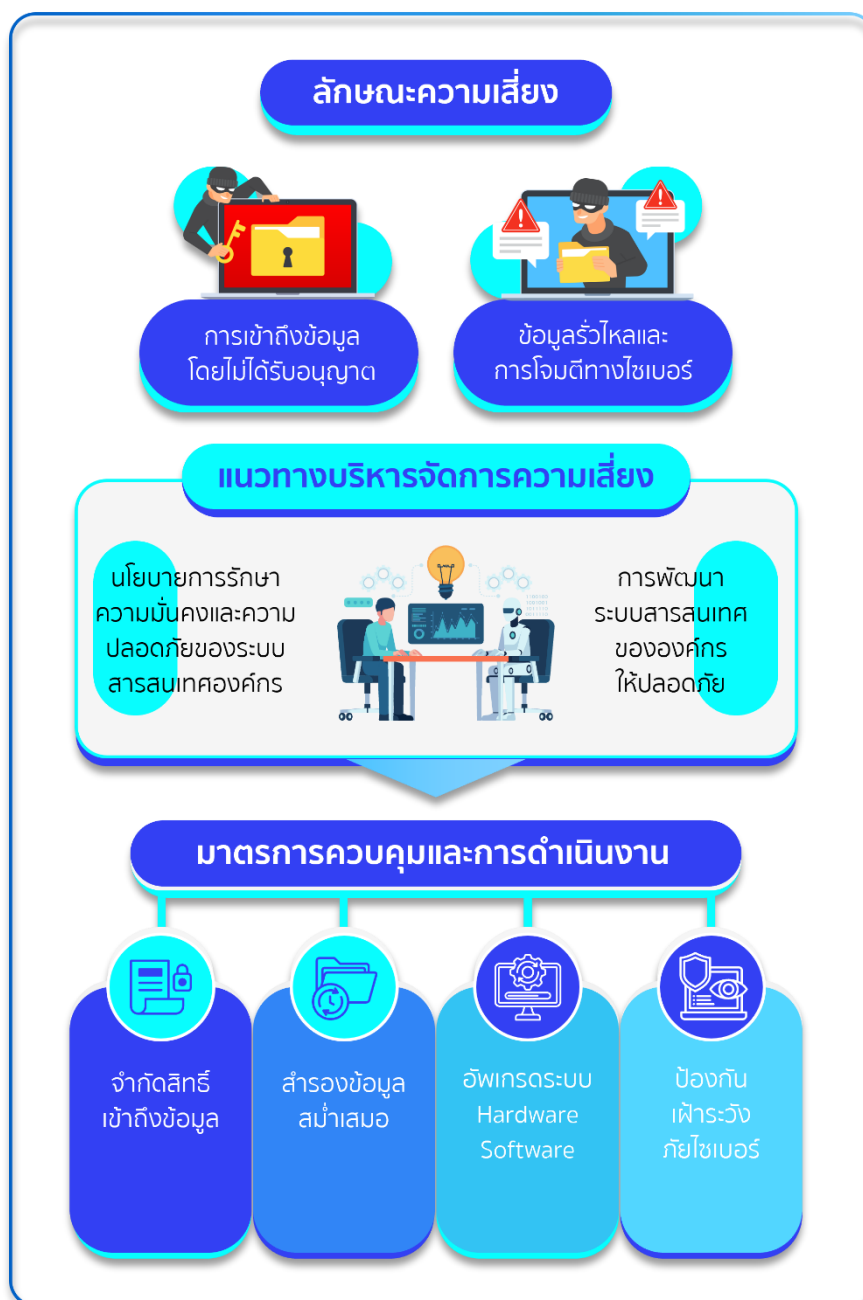 ลักษณะความเสี่ยง
การเข้าถึงข้อมูล
โดยไม่ได้รับอนุญาต
ข้อมูลรั่วไหลและ
การโจมตีทางไซเบอร์
แนวทางบริหารจัดการความเสี่ยง
นโยบายการรักษา
ความมั่นคงและความ
ปลอดภัยของระบบ
สารสนเทศองค์กร
การพัฒนา
ระบบสารสนเทศ
ขององค์กร
ให้ปลอดภัย
มาตรการควบคุมและการดำเนินงาน
จำกัดสิทธิ์
เข้าถึงข้อมูล
สำรองข้อมูล
สม่ำเสมอ
อัพเกรดระบบ
Hardware
Software
ป้องกัน
เฝ้าระวัง
ภัยไซเบอร์